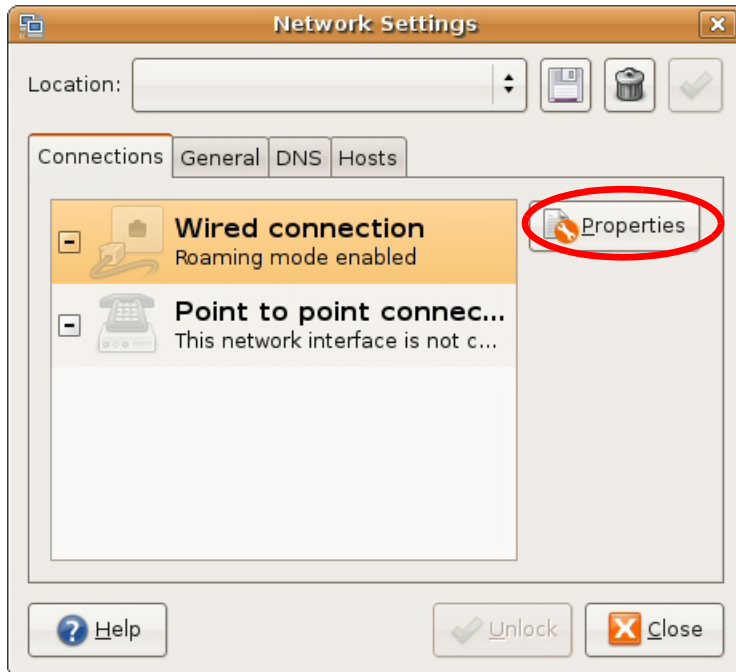 Network Settings
Location:
Connections General DNS Hosts
Wired connection
Roaming mode enabled
Properties
Point to point connec...
This network interface is not c...
Help Unlock Close